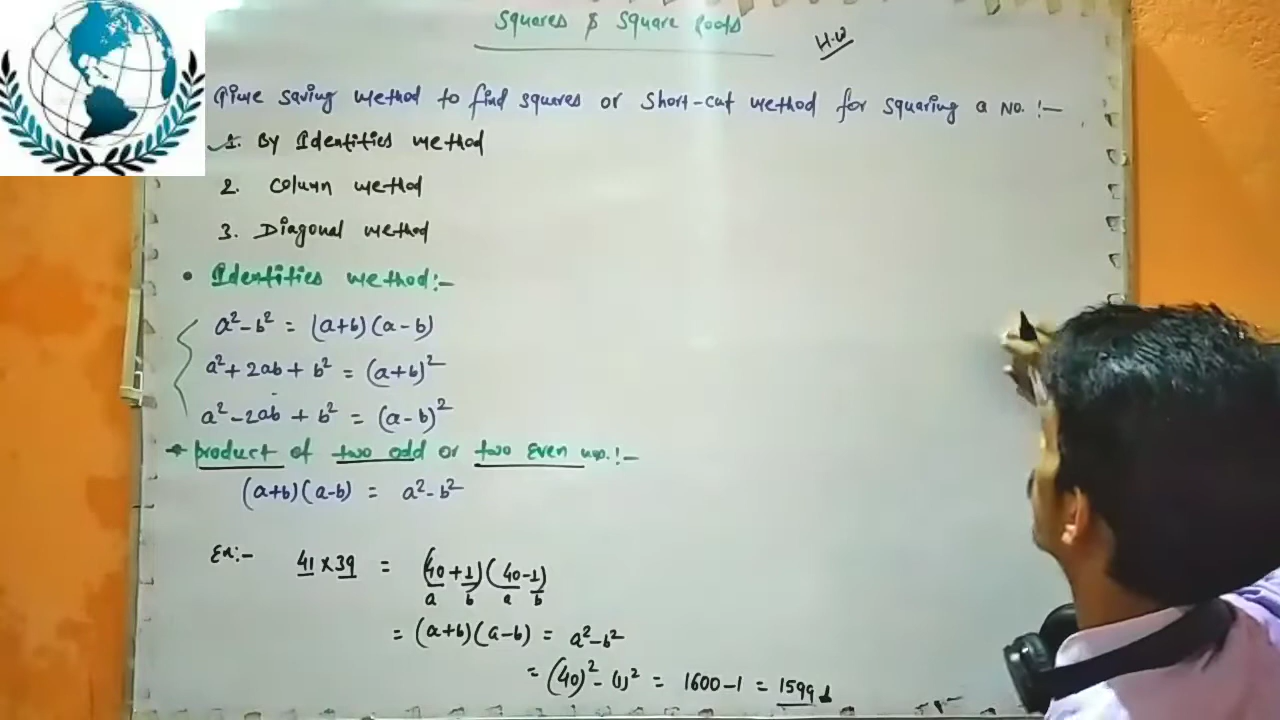 Squares & Square Roots
H.W
Time saving method to find squares or Short-cut method for squaring a No. :-
1. By Identities method
2. Column method
3. Diagonal method
• Identities method:-
a² - b² = (a+b)(a-b)
a² + 2ab + b² = (a+b)²
a² - 2ab + b² = (a-b)²
product of two odd or two Even no.:-
(a+b)(a-b) = a² - b²
Ex:- 41 × 39 = (40+1)(40-1)
a b a b
= (a+b)(a-b) = a² - b²
= (40)² - (1)² = 1600 - 1 = 1599